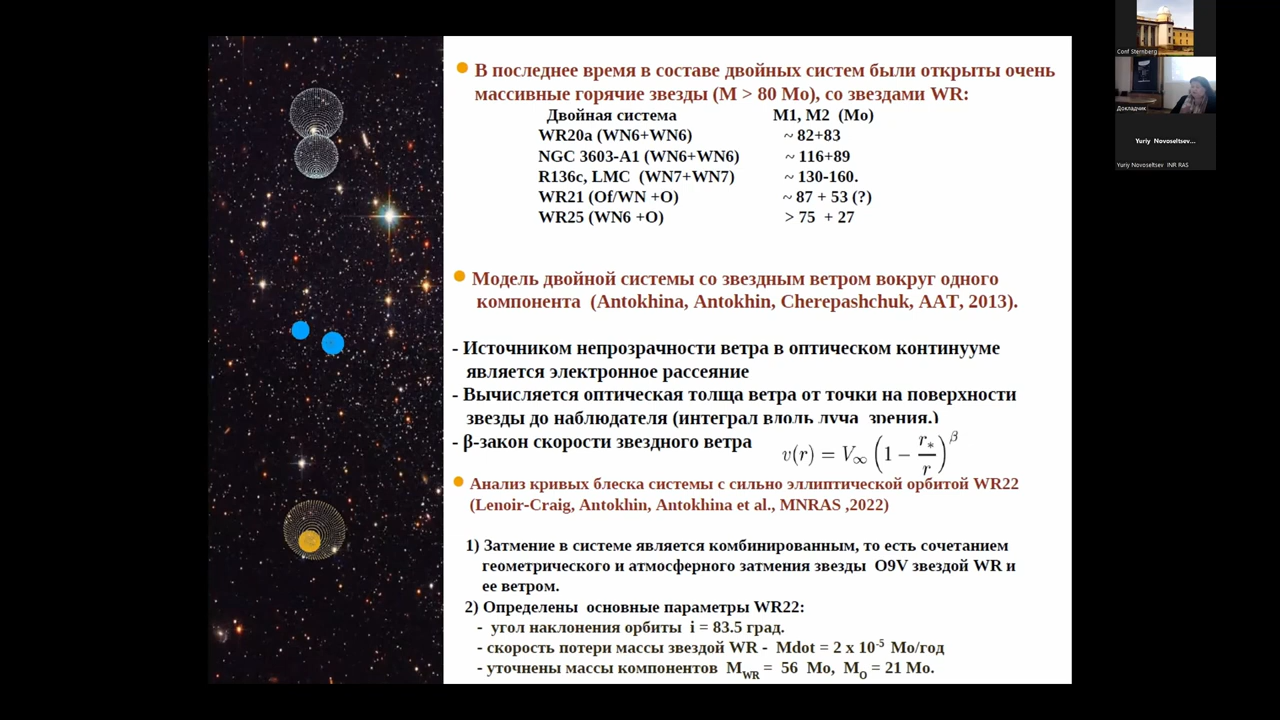 В последнее время в составе двойных систем были открыты очень
массивные горячие звезды (M > 80 Mo), со звездами WR:
Двойная система M1, M2 (Mo)
WR20a (WN6+WN6) ~ 82+83
NGC 3603-A1 (WN6+WN6) ~ 116+89
R136c, LMC (WN7+WN7) ~ 130-160.
WR21 (Of/WN +O) ~ 87 + 53 (?)
WR25 (WN6 +O) > 75 + 27
Модель двойной системы со звездным ветром вокруг одного
компонента (Antokhina, Antokhin, Cherepashchuk, AAT, 2013).
- Источником непрозрачности ветра в оптическом континууме
является электронное рассеяние
- Вычисляется оптическая толща ветра от точки на поверхности
звезды до наблюдателя (интеграл вдоль луча зрения.)
- β-закон скорости звездного ветра v(r) = V∞ (1 − r*/r)^β
Анализ кривых блеска системы с сильно эллиптической орбитой WR22
(Lenoir-Craig, Antokhin, Antokhina et al., MNRAS ,2022)
1) Затмение в системе является комбинированным, то есть сочетанием
геометрического и атмосферного затмения звезды O9V звездой WR и
ее ветром.
2) Определены основные параметры WR22:
- угол наклонения орбиты i = 83.5 град.
- скорость потери массы звездой WR - Mdot = 2 x 10⁻⁵ Mo/год
- уточнены массы компонентов M_WR = 56 Mo, M_O = 21 Mo.
Conf Sternberg
Докладчик
Yuriy Novoseltsev...
Yuriy Novoseltsev INR RAS